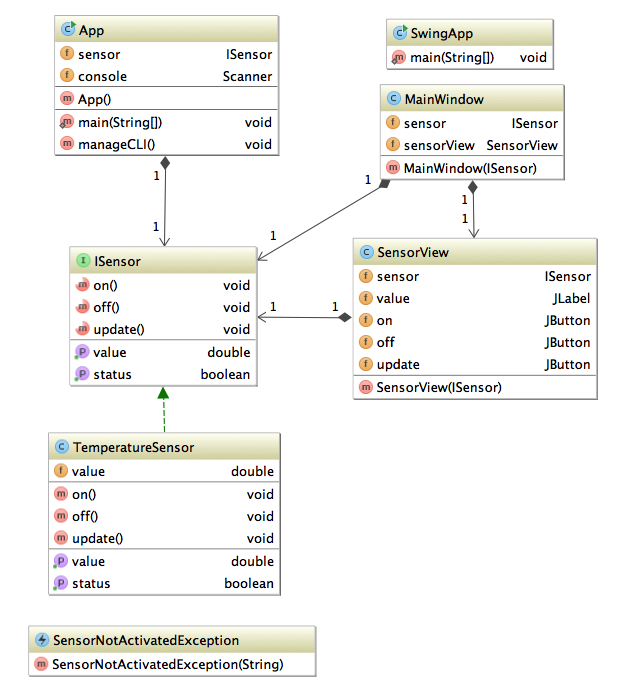 App
sensor ISensor
console Scanner
App()
main(String[]) void
manageCLI() void
SwingApp
main(String[]) void
MainWindow
sensor ISensor
sensorView SensorView
MainWindow(ISensor)
1
1
1
1
1
1
ISensor
on() void
off() void
update() void
value double
status boolean
1
1
SensorView
sensor ISensor
value JLabel
on JButton
off JButton
update JButton
SensorView(ISensor)
TemperatureSensor
value double
on() void
off() void
update() void
value double
status boolean
SensorNotActivatedException
SensorNotActivatedException(String)